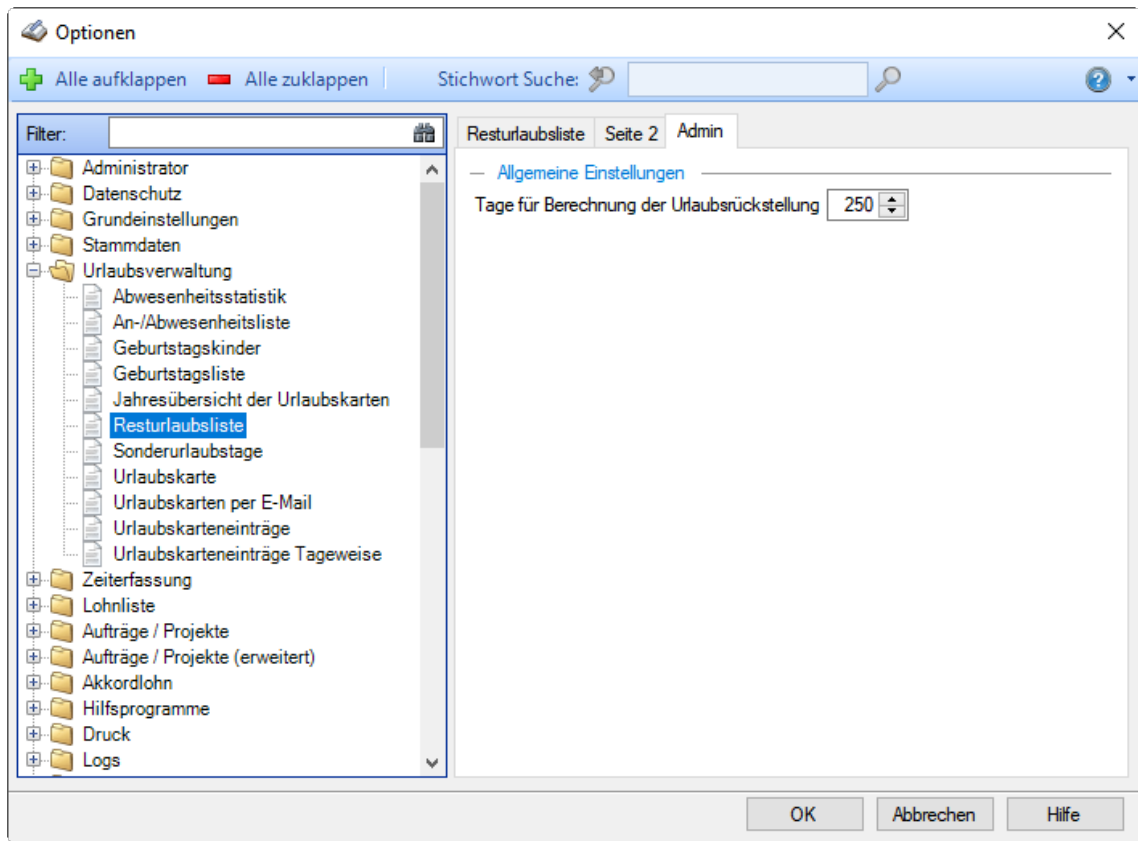 Optionen
Alle aufklappen Alle zuklappen Stichwort Suche:
Filter:
Administrator
Datenschutz
Grundeinstellungen
Stammdaten
Urlaubsverwaltung
Abwesenheitsstatistik
An-/Abwesenheitsliste
Geburtstagskinder
Geburtstagsliste
Jahresübersicht der Urlaubskarten
Resturlaubsliste
Sonderurlaubstage
Urlaubskarte
Urlaubskarten per E-Mail
Urlaubskarteneinträge
Urlaubskarteneinträge Tageweise
Zeiterfassung
Lohnliste
Aufträge / Projekte
Aufträge / Projekte (erweitert)
Akkordlohn
Hilfsprogramme
Druck
Logs
Resturlaubsliste Seite 2 Admin
Allgemeine Einstellungen
Tage für Berechnung der Urlaubsrückstellung 250
OK Abbrechen Hilfe